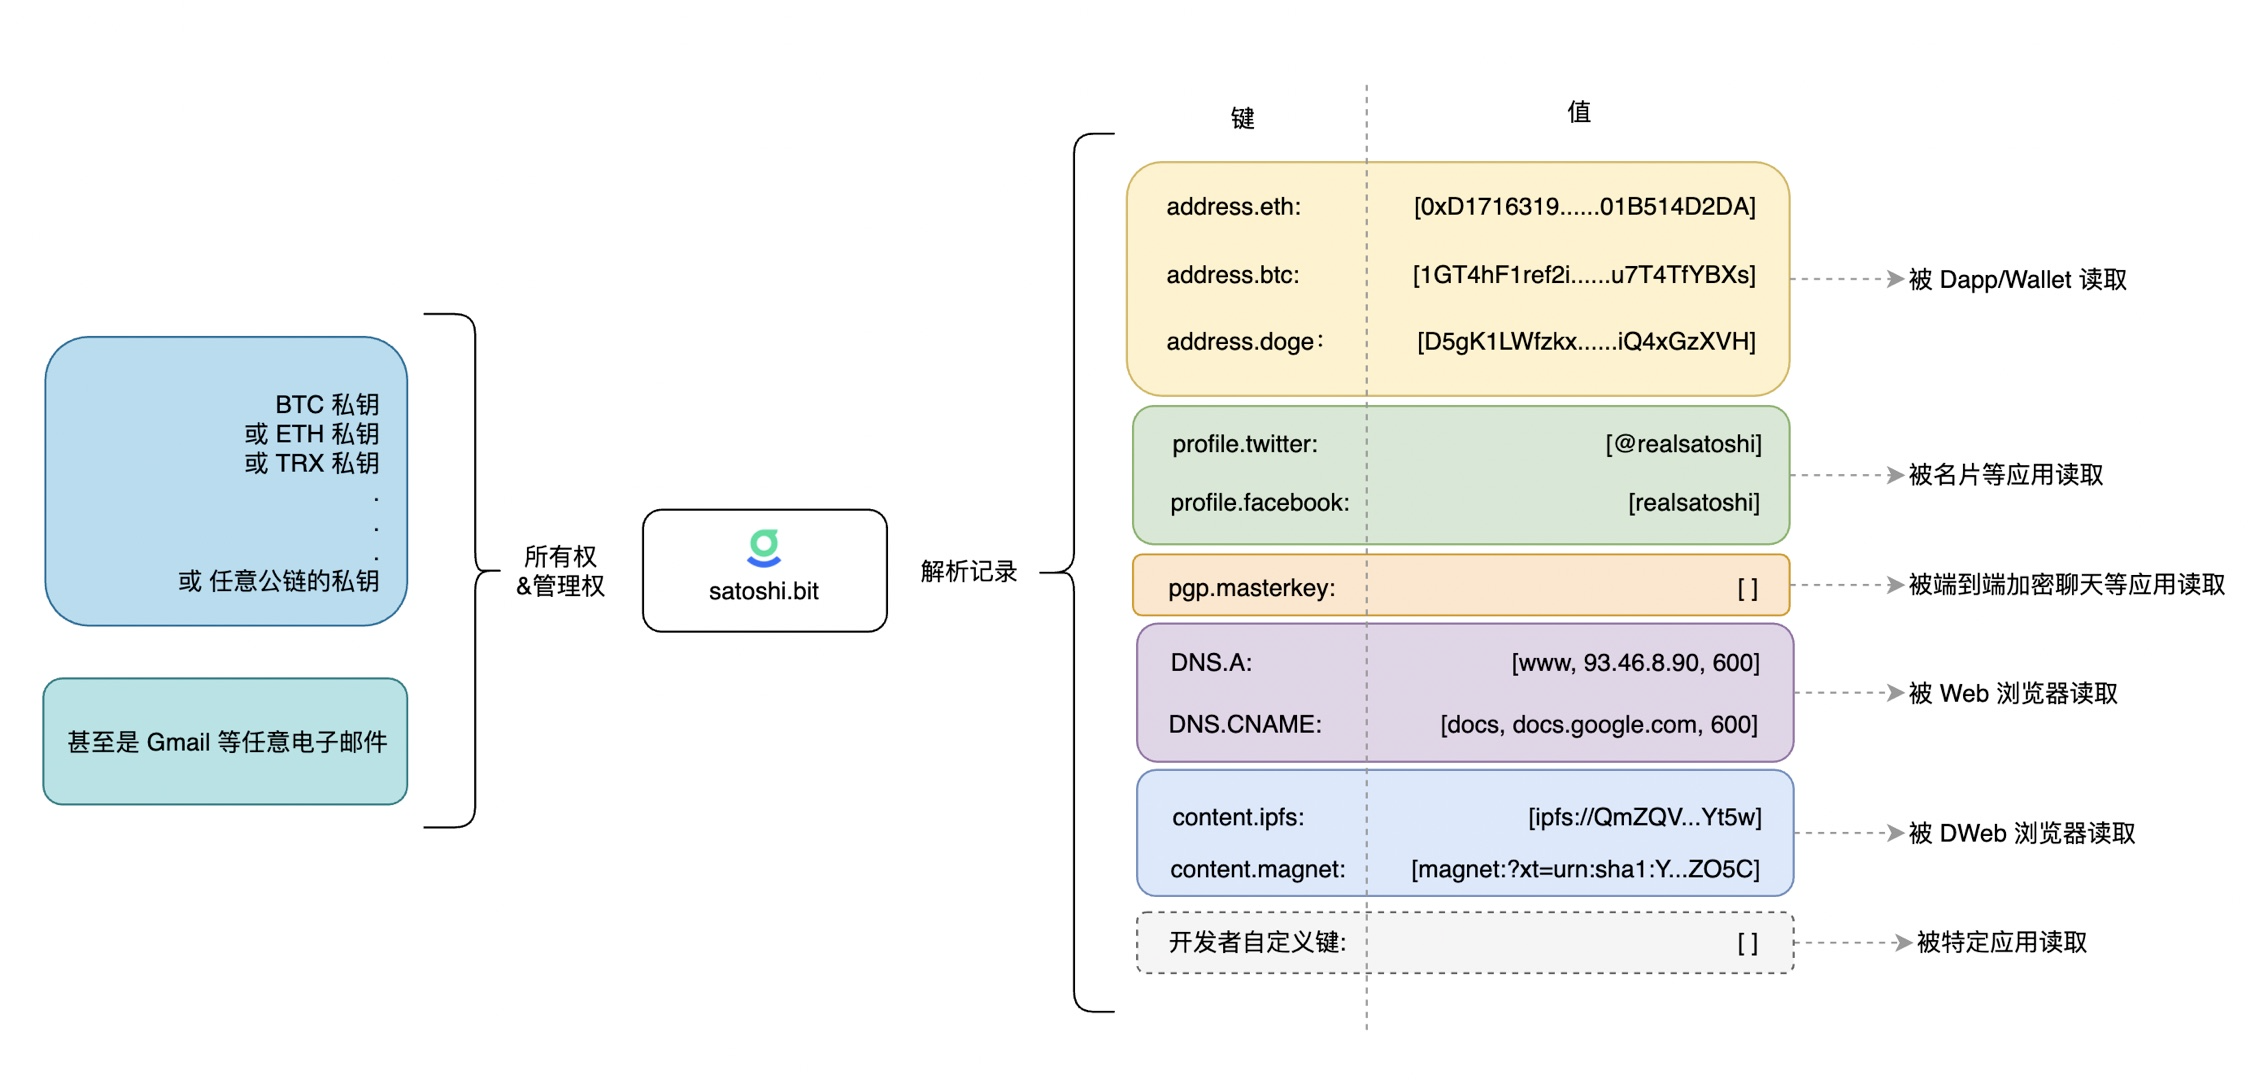 BTC 私钥
或 ETH 私钥
或 TRX 私钥
.
.
.
或 任意公链的私钥
甚至是 Gmail 等任意电子邮件
所有权
&管理权
satoshi.bit
解析记录
键 值
address.eth: [0xD1716319......01B514D2DA]
address.btc: [1GT4hF1ref2i......u7T4TfYBXs]
address.doge： [D5gK1LWfzkx......iQ4xGzXVH]
被 Dapp/Wallet 读取
profile.twitter: [@realsatoshi]
profile.facebook: [realsatoshi]
被名片等应用读取
pgp.masterkey: [ ]
被端到端加密聊天等应用读取
DNS.A: [www, 93.46.8.90, 600]
DNS.CNAME: [docs, docs.google.com, 600]
被 Web 浏览器读取
content.ipfs: [ipfs://QmZQV...Yt5w]
content.magnet: [magnet:?xt=urn:sha1:Y...ZO5C]
被 DWeb 浏览器读取
开发者自定义键: [ ]
被特定应用读取